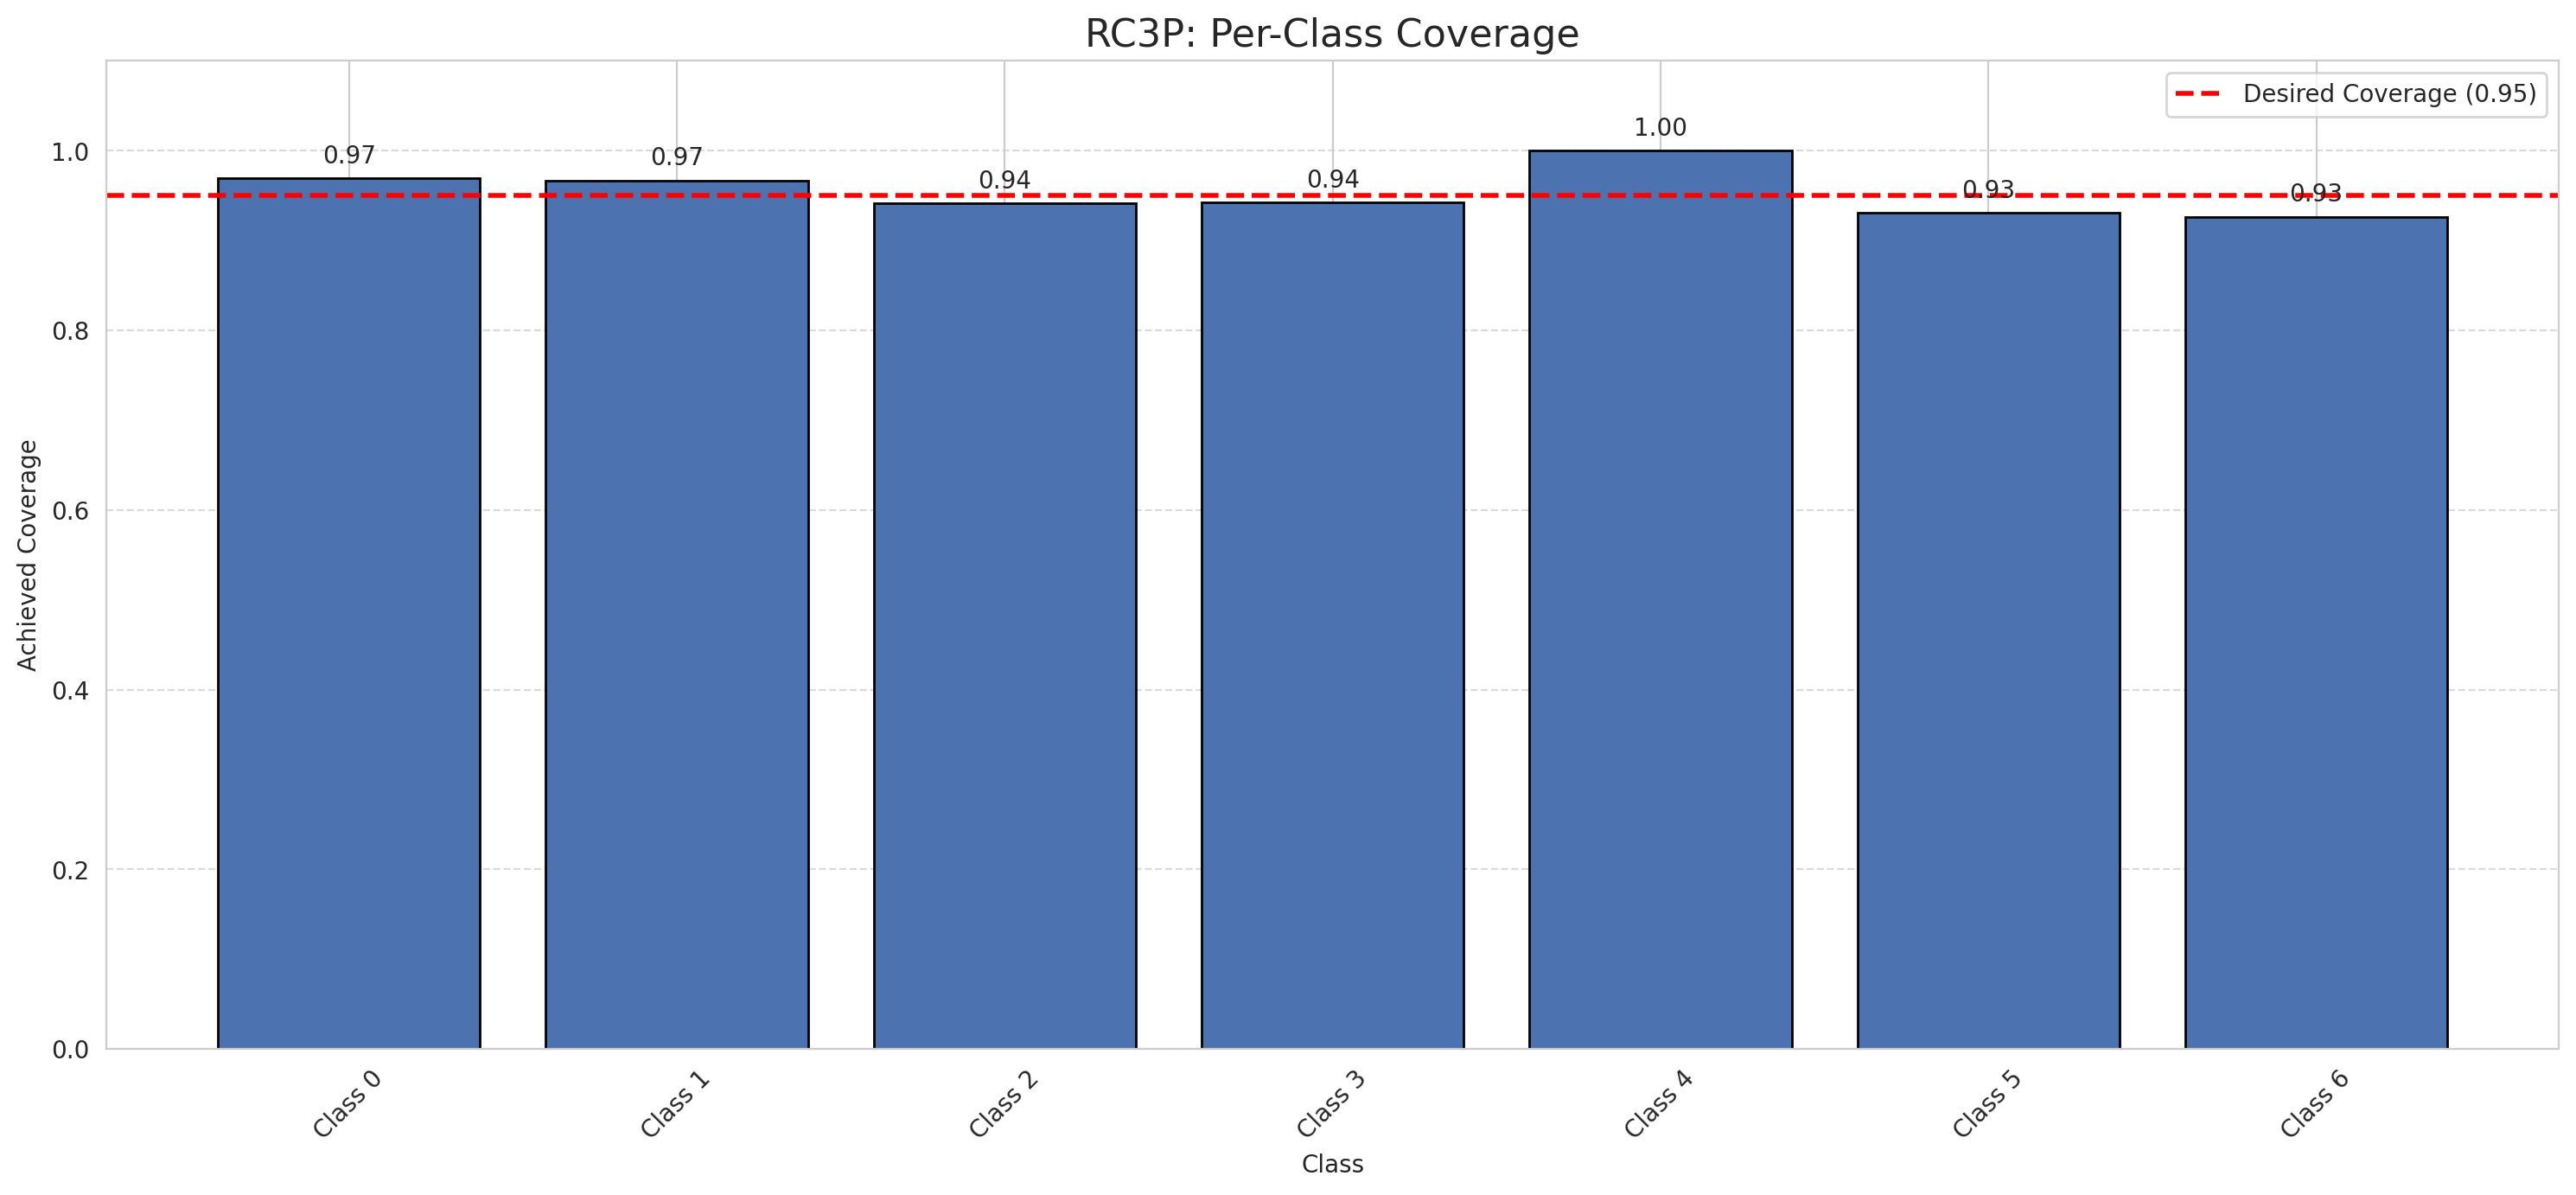 RC3P: Per-Class Coverage
Desired Coverage (0.95)
Achieved Coverage
1.0
0.8
0.6
0.4
0.2
0.0
0.97
0.97
0.94
0.94
1.00
0.93
0.93
Class 0
Class 1
Class 2
Class 3
Class 4
Class 5
Class 6
Class